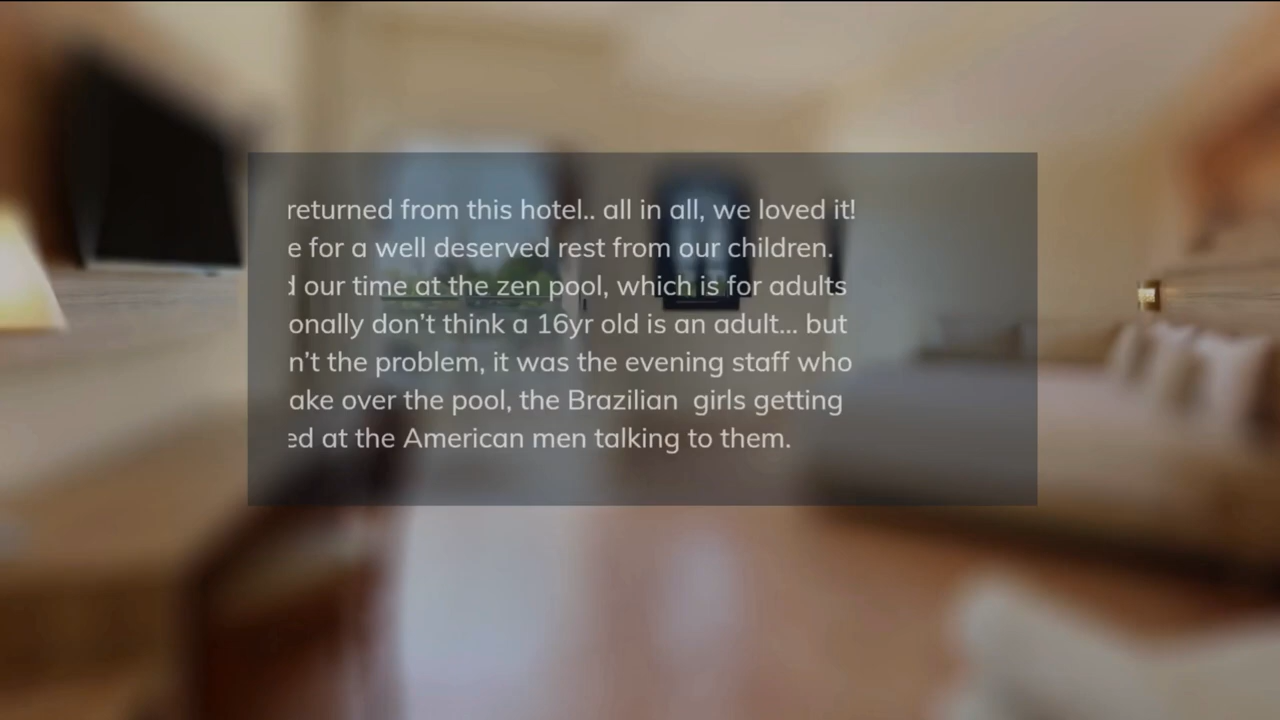 returned from this hotel.. all in all, we loved it!
e for a well deserved rest from our children.
our time at the zen pool, which is for adults
onally don’t think a 16yr old is an adult... but
n’t the problem, it was the evening staff who
ake over the pool, the Brazilian  girls getting
ed at the American men talking to them.